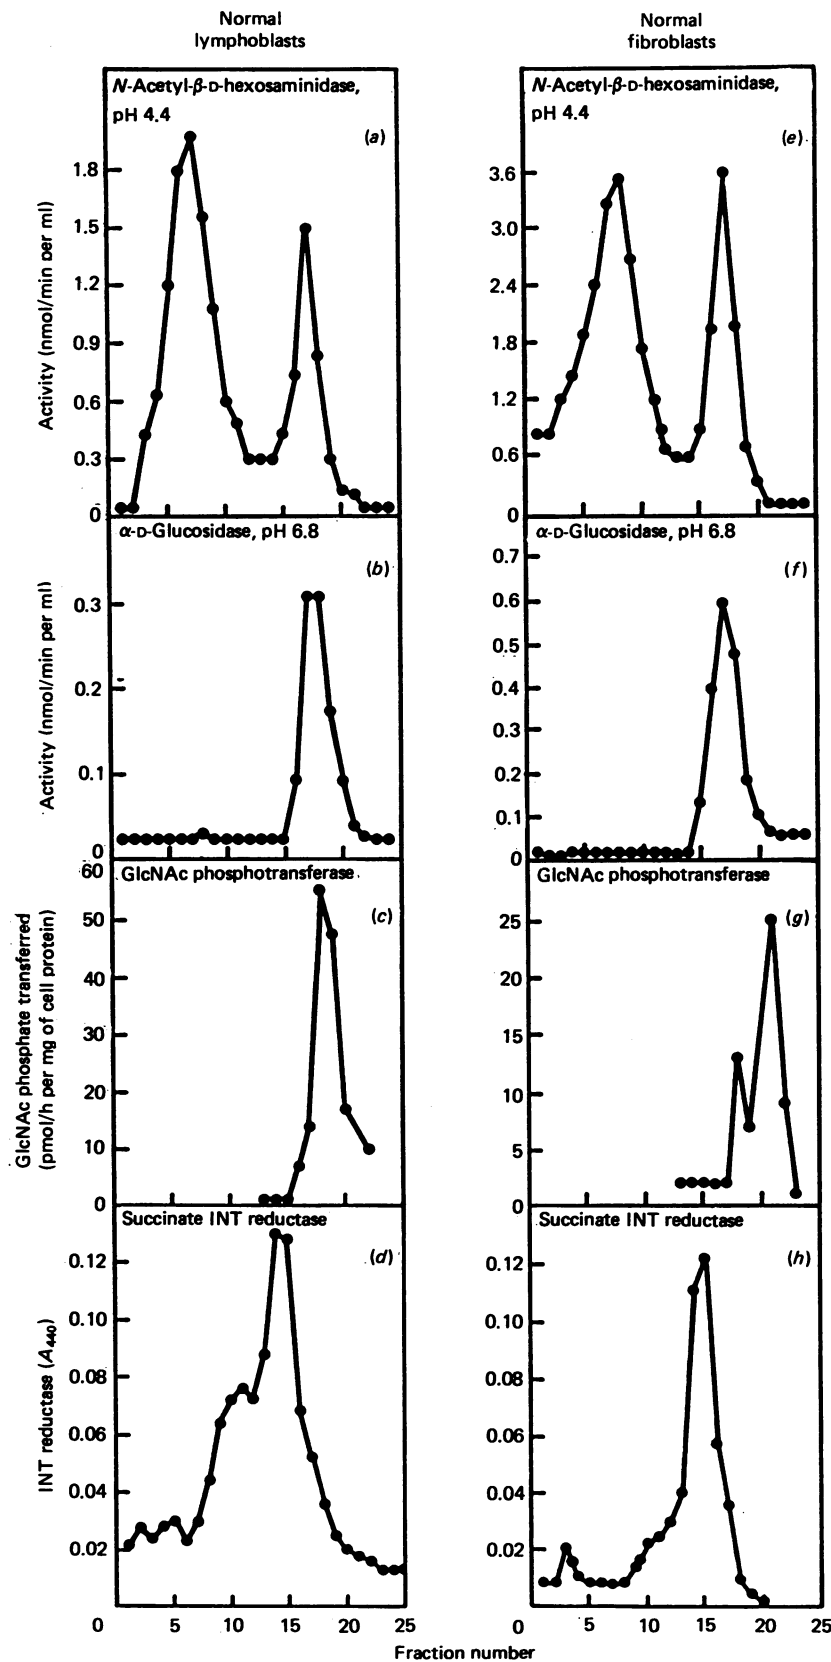 Normal
lymphoblasts
Normal
fibroblasts
N-Acetyl-β-D-hexosaminidase,
pH 4.4
(a)
1.8
1.5
1.2
0.9
0.6
0.3
0
Activity (nmol/min per ml)
N-Acetyl-β-D-hexosaminidase,
pH 4.4
(e)
3.6
3.0
2.4
1.8
1.2
0.6
0
α-D-Glucosidase, pH 6.8
(b)
0.3
0.2
0.1
0
Activity (nmol/min per ml)
α-D-Glucosidase, pH 6.8
(f)
0.7
0.6
0.5
0.4
0.3
0.2
0.1
0
GlcNAc phosphotransferase
(c)
60
50
40
30
20
10
0
GlcNAc phosphate transferred
(pmol/h per mg of cell protein)
GlcNAc phosphotransferase
(g)
25
20
15
10
5
0
Succinate INT reductase
(d)
0.12
0.10
0.08
0.06
0.04
0.02
INT reductase (A440)
0 5 10 15 20 25
Succinate INT reductase
(h)
0.12
0.10
0.08
0.06
0.04
0.02
0 5 10 15 20 25
Fraction number